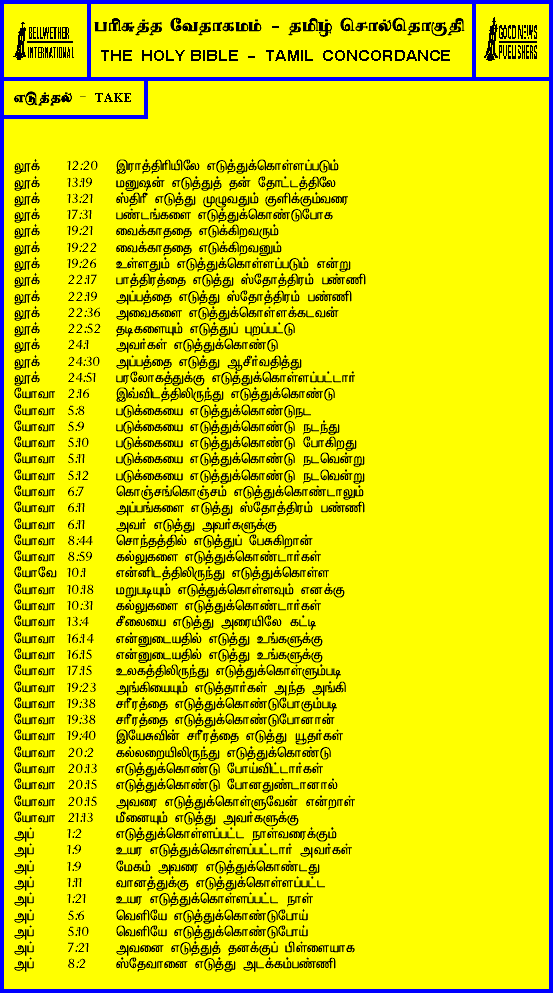 BELLWETHER
INTERNATIONAL
பரிசுத்த வேதாகமம் - தமிழ் சொல்தொகுதி
THE HOLY BIBLE - TAMIL CONCORDANCE
GOOD NEWS
PUBLISHERS
எடுத்தல் - TAKE
லூக் 12:20 இராத்திரியிலே எடுத்துக்கொள்ளப்படும்
லூக் 13:19 மனுஷன் எடுத்துத் தன் தோட்டத்திலே
லூக் 13:21 ஸ்திரீ எடுத்து முழுவதும் குளிக்கும்வரை
லூக் 17:31 பண்டங்களை எடுத்துக்கொண்டுபோக
லூக் 19:21 வைக்காததை எடுக்கிறவரும்
லூக் 19:22 வைக்காததை எடுக்கிறவனும்
லூக் 19:26 உள்ளதும் எடுத்துக்கொள்ளப்படும் என்று
லூக் 22:17 பாத்திரத்தை எடுத்து ஸ்தோத்திரம் பண்ணி
லூக் 22:19 அப்பத்தை எடுத்து ஸ்தோத்திரம் பண்ணி
லூக் 22:36 அவைகளை எடுத்துக்கொள்ளக்கடவன்
லூக் 22:52 தடிகளையும் எடுத்துப் புறப்பட்டு
லூக் 24:1 அவர்கள் எடுத்துக்கொண்டு
லூக் 24:30 அப்பத்தை எடுத்து ஆசீர்வதித்து
லூக் 24:51 பரலோகத்துக்கு எடுத்துக்கொள்ளப்பட்டார்
யோவா 2:16 இவ்விடத்திலிருந்து எடுத்துக்கொண்டு
யோவா 5:8 படுக்கையை எடுத்துக்கொண்டுநட
யோவா 5:9 படுக்கையை எடுத்துக்கொண்டு நடந்து
யோவா 5:10 படுக்கையை எடுத்துக்கொண்டு போகிறது
யோவா 5:11 படுக்கையை எடுத்துக்கொண்டு நடவென்று
யோவா 5:12 படுக்கையை எடுத்துக்கொண்டு நடவென்று
யோவா 6:7 கொஞ்சங்கொஞ்சம் எடுத்துக்கொண்டாலும்
யோவா 6:11 அப்பங்களை எடுத்து ஸ்தோத்திரம் பண்ணி
யோவா 6:11 அவர் எடுத்து அவர்களுக்கு
யோவா 8:44 சொந்தத்தில் எடுத்துப் பேசுகிறான்
யோவா 8:59 கல்லுகளை எடுத்துக்கொண்டார்கள்
யோவே 10:1 என்னிடத்திலிருந்து எடுத்துக்கொள்ள
யோவா 10:18 மறுபடியும் எடுத்துக்கொள்ளவும் எனக்கு
யோவா 10:31 கல்லுகளை எடுத்துக்கொண்டார்கள்
யோவா 13:4 சீலையை எடுத்து அரையிலே கட்டி
யோவா 16:14 என்னுடையதில் எடுத்து உங்களுக்கு
யோவா 16:15 என்னுடையதில் எடுத்து உங்களுக்கு
யோவா 17:15 உலகத்திலிருந்து எடுத்துக்கொள்ளும்படி
யோவா 19:23 அங்கியையும் எடுத்தார்கள் அந்த அங்கி
யோவா 19:38 சரீரத்தை எடுத்துக்கொண்டுபோகும்படி
யோவா 19:38 சரீரத்தை எடுத்துக்கொண்டுபோனான்
யோவா 19:40 இயேசுவின் சரீரத்தை எடுத்து யூதர்கள்
யோவா 20:2 கல்லறையிலிருந்து எடுத்துக்கொண்டு
யோவா 20:13 எடுத்துக்கொண்டு போய்விட்டார்கள்
யோவா 20:15 எடுத்துக்கொண்டு போனதுண்டானால்
யோவா 20:15 அவரை எடுத்துக்கொள்ளுவேன் என்றாள்
யோவா 21:13 மீனையும் எடுத்து அவர்களுக்கு
அப் 1:2 எடுத்துக்கொள்ளப்பட்ட நாள்வரைக்கும்
அப் 1:9 உயர எடுத்துக்கொள்ளப்பட்டார் அவர்கள்
அப் 1:9 மேகம் அவரை எடுத்துக்கொண்டது
அப் 1:11 வானத்துக்கு எடுத்துக்கொள்ளப்பட்ட
அப் 1:21 உயர எடுத்துக்கொள்ளப்பட்ட நாள்
அப் 5:6 வெளியே எடுத்துக்கொண்டுபோய்
அப் 5:10 வெளியே எடுத்துக்கொண்டுபோய்
அப் 7:21 அவனை எடுத்துத் தனக்குப் பிள்ளையாக
அப் 8:2 ஸ்தேவானை எடுத்து அடக்கம்பண்ணி